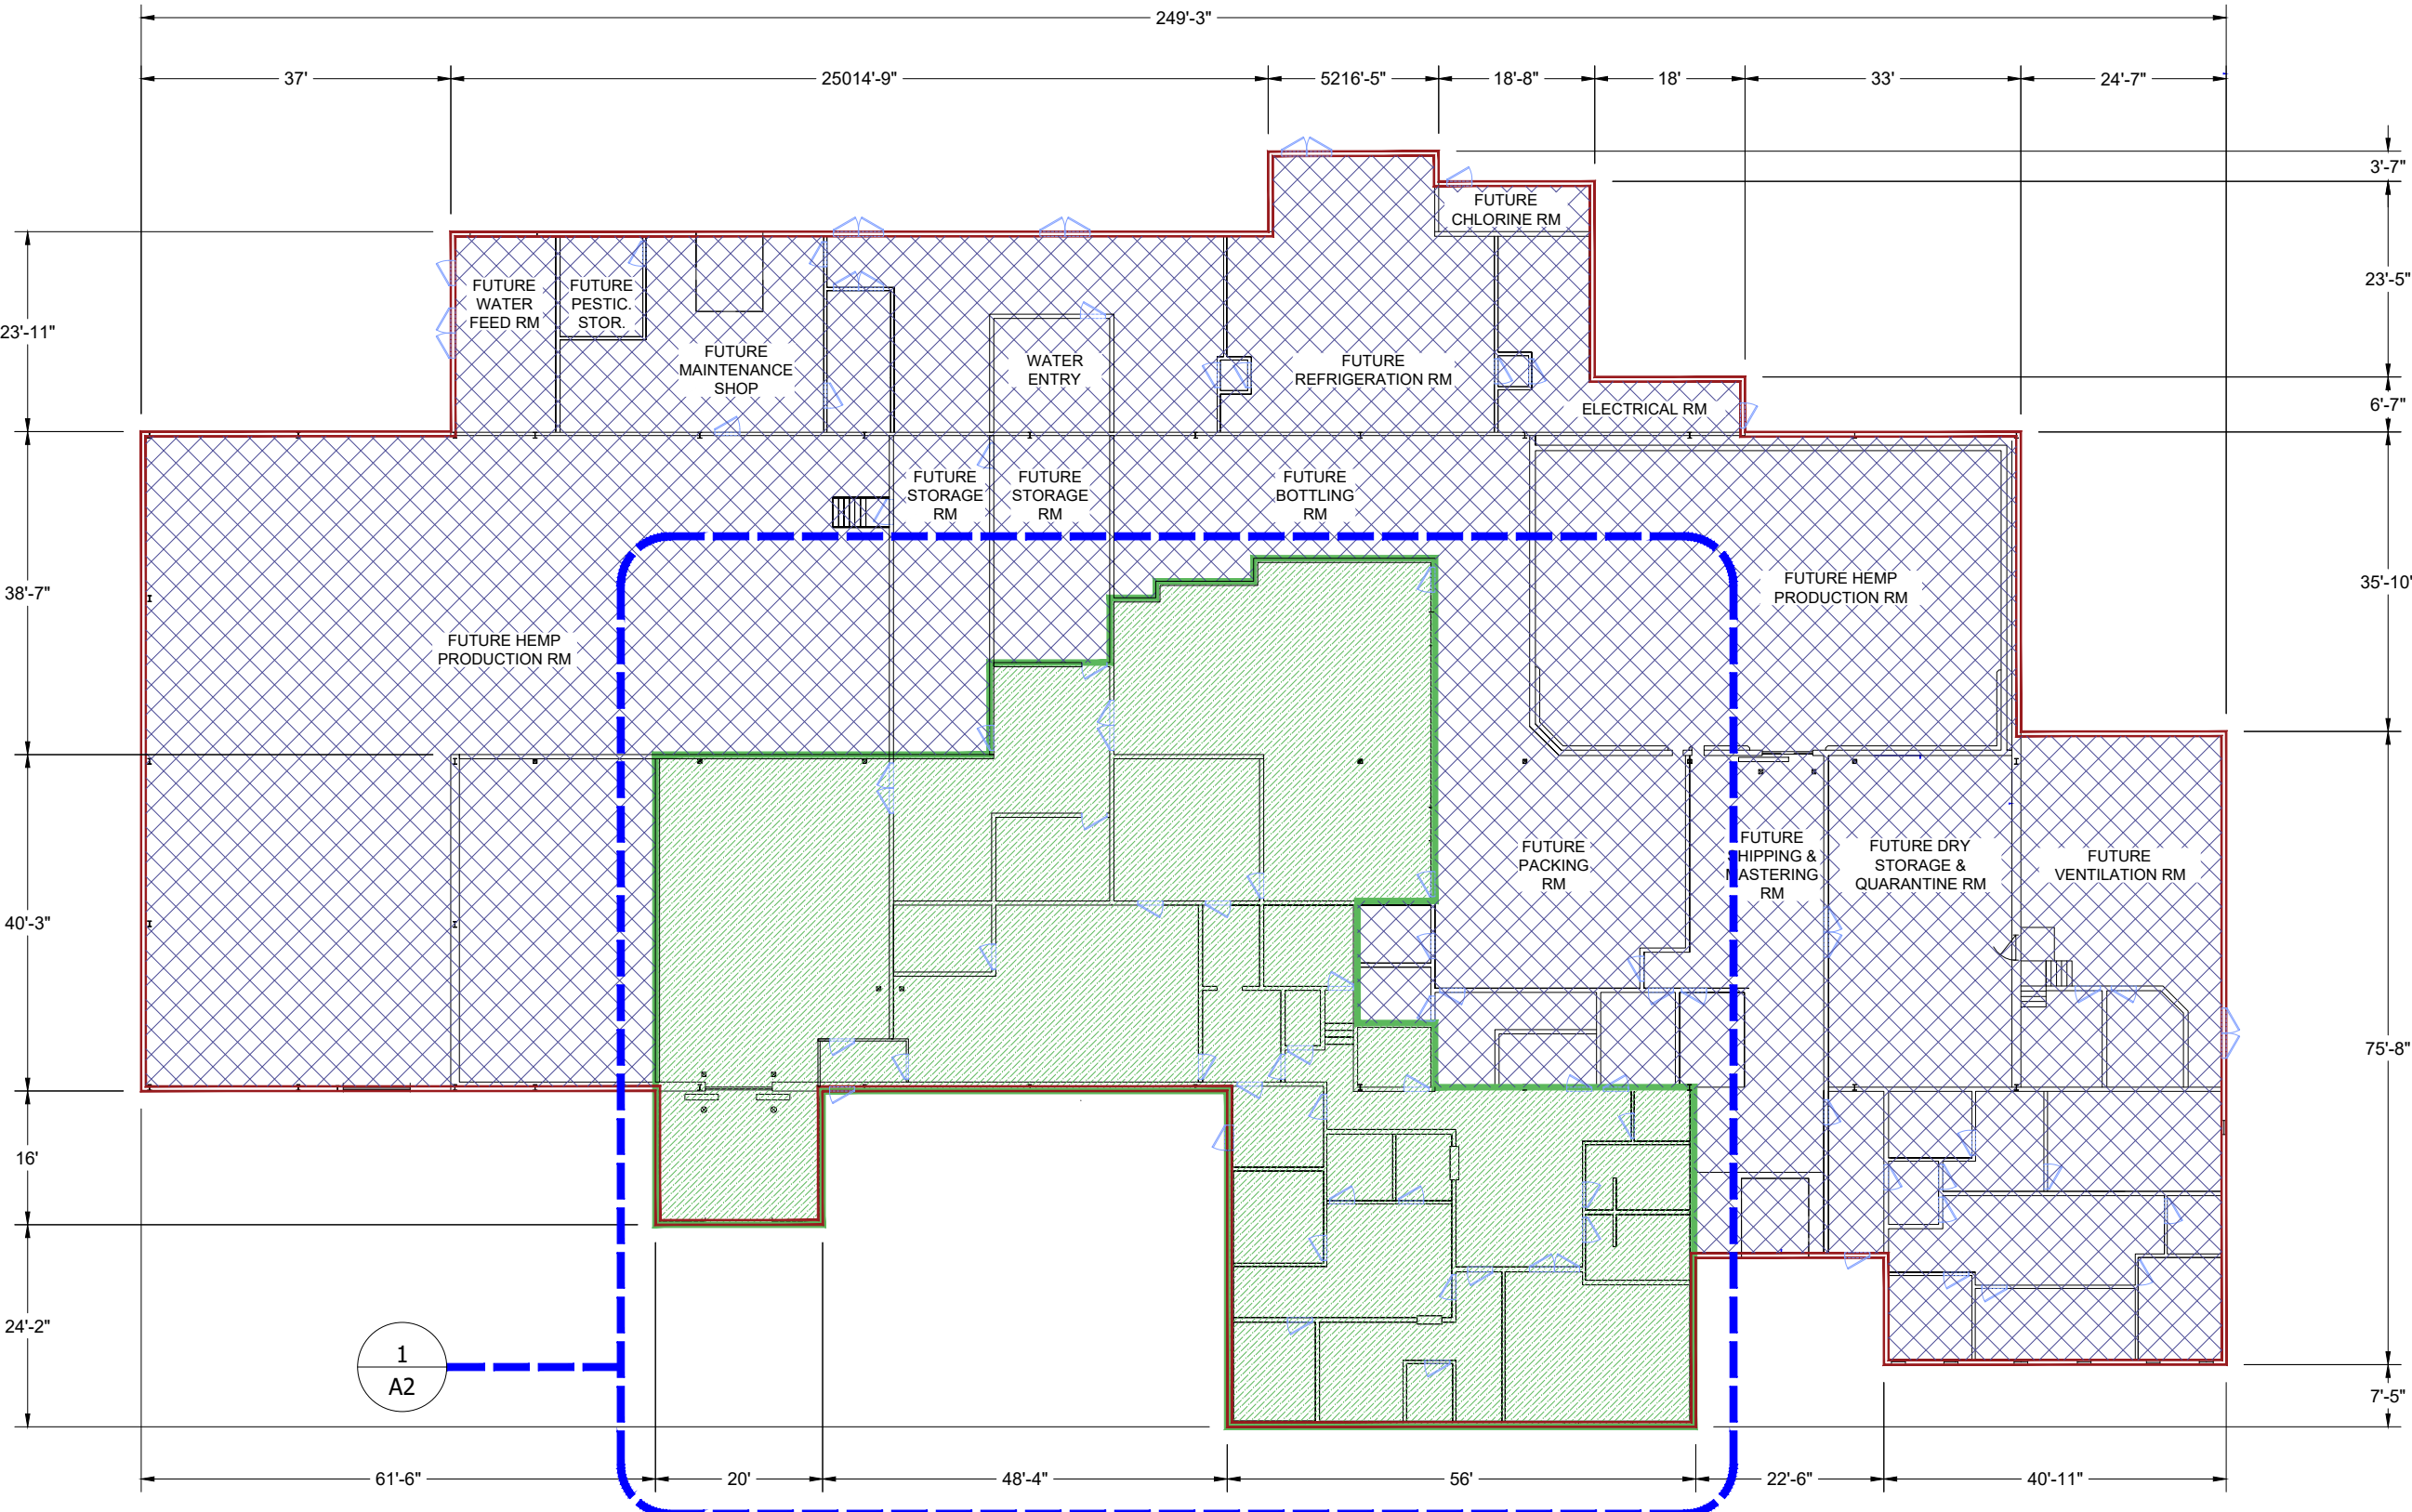 249'-3"
37'
25014'-9"
5216'-5"
18'-8"
18'
33'
24'-7"
3'-7"
23'-5"
6'-7"
35'-10'
75'-8"
7'-5"
23'-11"
38'-7"
40'-3"
16'
24'-2"
FUTURE
CHLORINE RM
FUTURE
WATER
FEED RM
FUTURE
PESTIC.
STOR.
FUTURE
MAINTENANCE
SHOP
WATER
ENTRY
FUTURE
REFRIGERATION RM
ELECTRICAL RM
FUTURE
STORAGE
RM
FUTURE
STORAGE
RM
FUTURE
BOTTLING
RM
FUTURE HEMP
PRODUCTION RM
FUTURE HEMP
PRODUCTION RM
FUTURE
PACKING
RM
FUTURE
SHIPPING &
MASTERING
RM
FUTURE DRY
STORAGE &
QUARANTINE RM
FUTURE
VENTILATION RM
1
A2
61'-6"
20'
48'-4"
56'
22'-6"
40'-11"